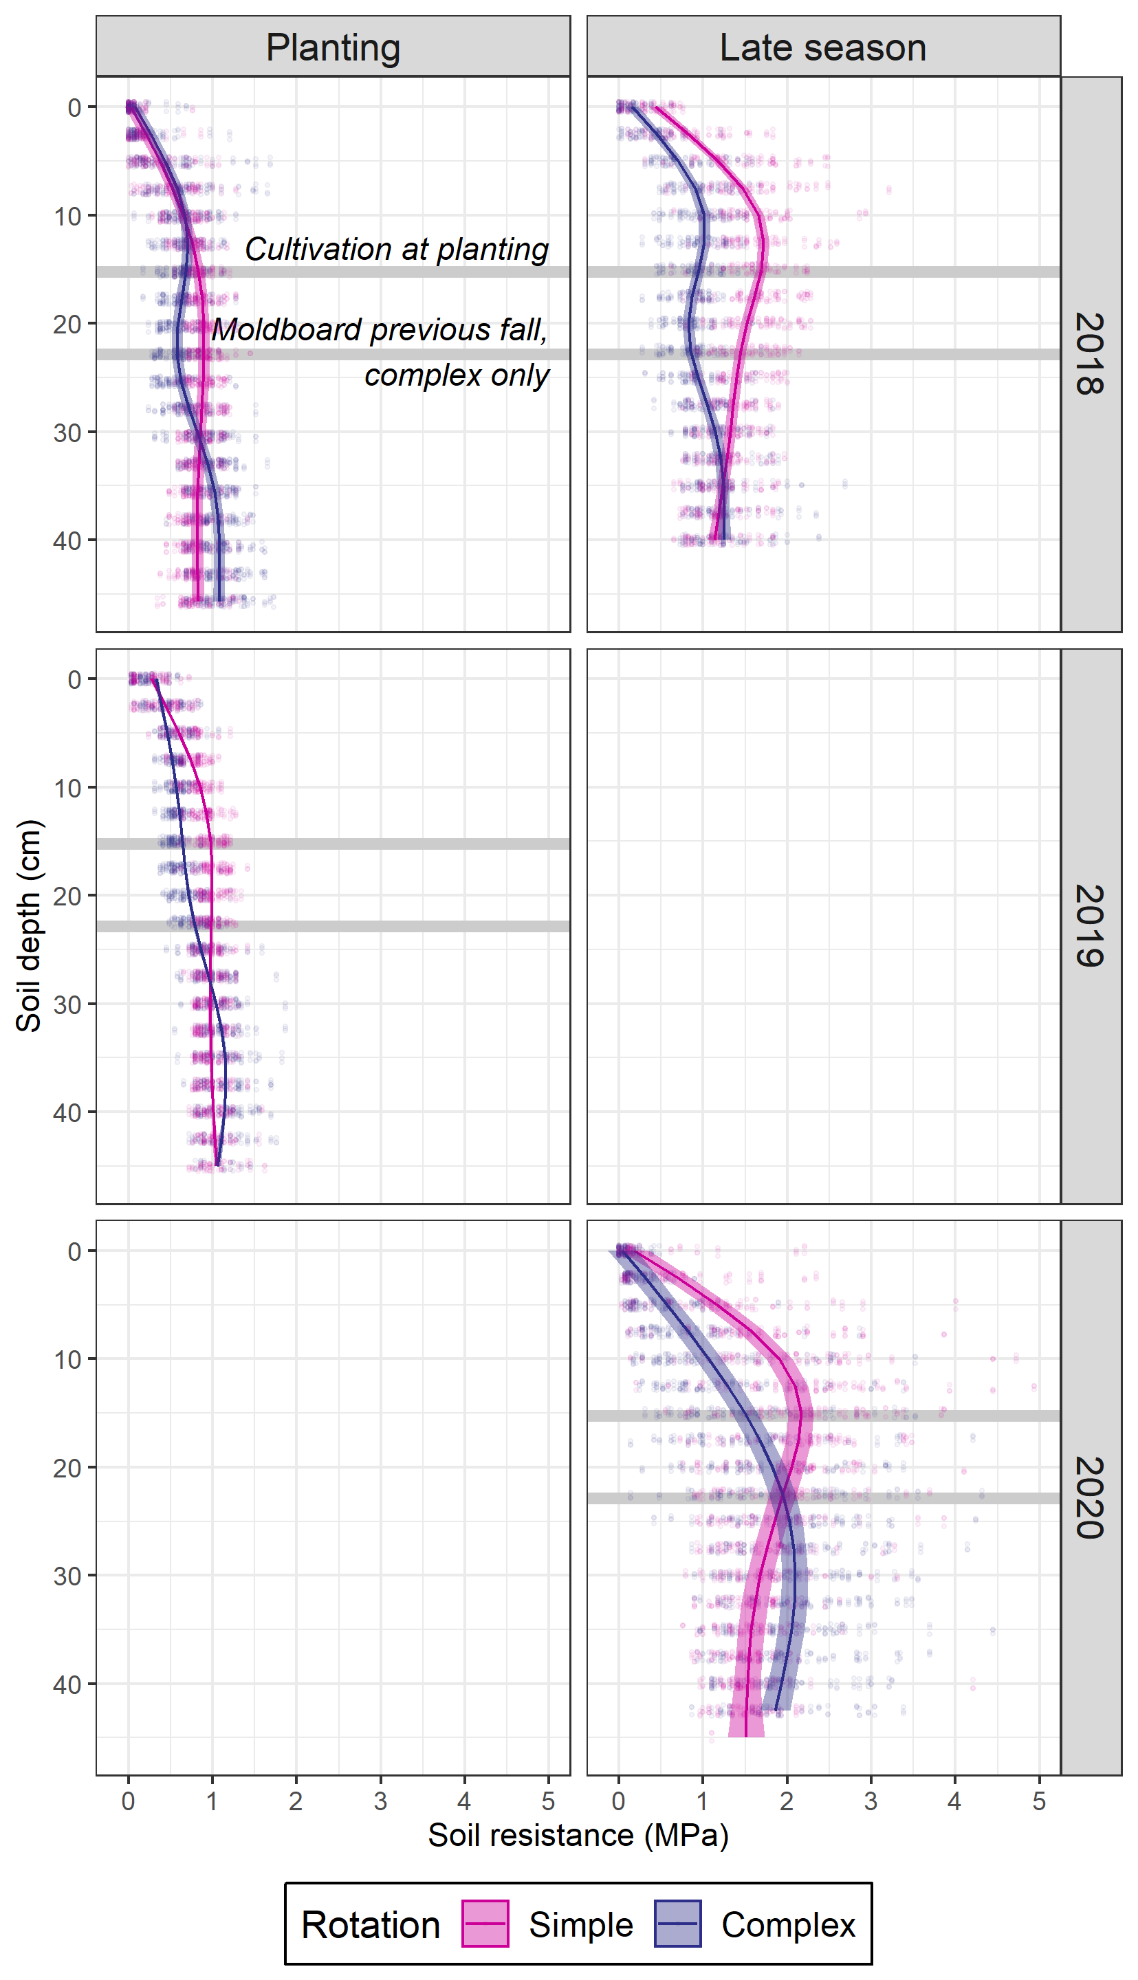 Planting
Late season
0
10
20
30
40
Cultivation at planting
Moldboard previous fall,
complex only
2018
0
10
20
30
40
2019
Soil depth (cm)
0
10
20
30
40
2020
0 1 2 3 4 5
0 1 2 3 4 5
Soil resistance (MPa)
Rotation Simple Complex